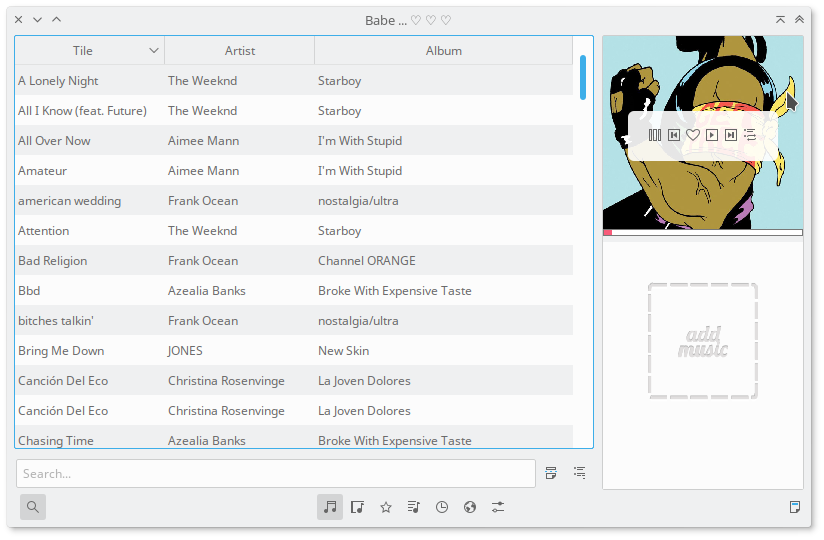 Babe ... ♡ ♡ ♡
Tile Artist Album
A Lonely Night The Weeknd Starboy
All I Know (feat. Future) The Weeknd Starboy
All Over Now Aimee Mann I'm With Stupid
Amateur Aimee Mann I'm With Stupid
american wedding Frank Ocean nostalgia/ultra
Attention The Weeknd Starboy
Bad Religion Frank Ocean Channel ORANGE
Bbd Azealia Banks Broke With Expensive Taste
bitches talkin' Frank Ocean nostalgia/ultra
Bring Me Down JONES New Skin
Canción Del Eco Christina Rosenvinge La Joven Dolores
Canción Del Eco Christina Rosenvinge La Joven Dolores
Chasing Time Azealia Banks Broke With Expensive Taste
Search...
add
music